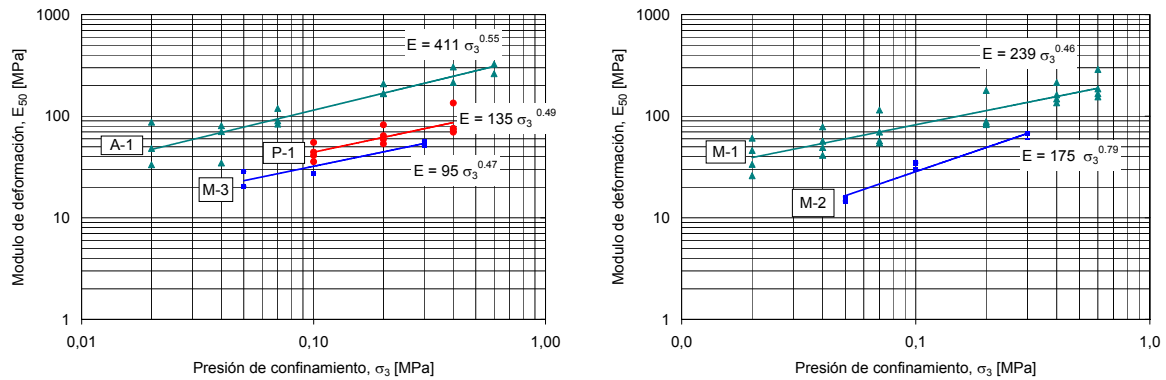 1000
100
10
1
Modulo de deformación, E50 [MPa]
E = 411 σ3^0.55
A-1
P-1
E = 135 σ3^0.49
M-3
E = 95 σ3^0.47
0,01
0,10
1,00
Presión de confinamiento, σ3 [MPa]
1000
100
10
1
Modulo de deformación, E50 [MPa]
E = 239 σ3^0.46
M-1
E = 175 σ3^0.79
M-2
0,0
0,1
1,0
Presión de confinamiento, σ3 [MPa]